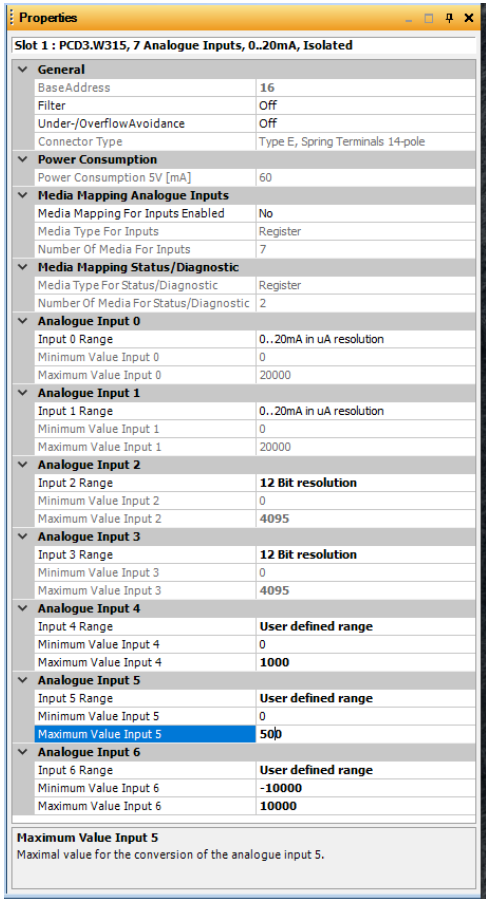 Properties
Slot 1 : PCD3.W315, 7 Analogue Inputs, 0..20mA, Isolated
General
BaseAddress 16
Filter Off
Under-/OverflowAvoidance Off
Connector Type Type E, Spring Terminals 14-pole
Power Consumption
Power Consumption 5V [mA] 60
Media Mapping Analogue Inputs
Media Mapping For Inputs Enabled No
Media Type For Inputs Register
Number Of Media For Inputs 7
Media Mapping Status/Diagnostic
Media Type For Status/Diagnostic Register
Number Of Media For Status/Diagnostic 2
Analogue Input 0
Input 0 Range 0..20mA in uA resolution
Minimum Value Input 0 0
Maximum Value Input 0 20000
Analogue Input 1
Input 1 Range 0..20mA in uA resolution
Minimum Value Input 1 0
Maximum Value Input 1 20000
Analogue Input 2
Input 2 Range 12 Bit resolution
Minimum Value Input 2 0
Maximum Value Input 2 4095
Analogue Input 3
Input 3 Range 12 Bit resolution
Minimum Value Input 3 0
Maximum Value Input 3 4095
Analogue Input 4
Input 4 Range User defined range
Minimum Value Input 4 0
Maximum Value Input 4 1000
Analogue Input 5
Input 5 Range User defined range
Minimum Value Input 5 0
Maximum Value Input 5 500
Analogue Input 6
Input 6 Range User defined range
Minimum Value Input 6 -10000
Maximum Value Input 6 10000
Maximum Value Input 5
Maximal value for the conversion of the analogue input 5.